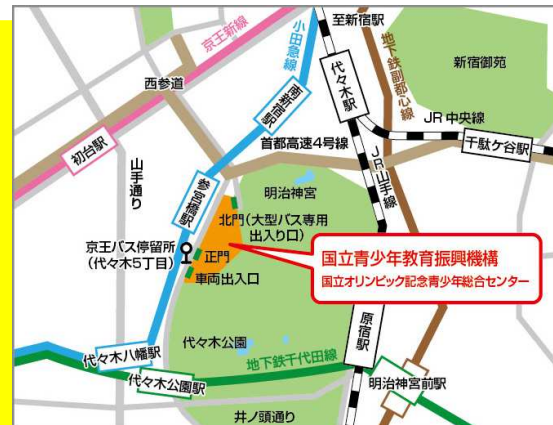 至新宿駅
京王新線
小田急線
西参道
代々木駅
地下鉄副都心線
新宿御苑
南新宿駅
JR中央線
初台駅
山手通り
首都高速4号線
千駄ケ谷駅
JR山手線
参宮橋駅
明治神宮
北門(大型バス専用
出入り口)
京王バス停留所
(代々木5丁目)
正門
車両出入口
国立青少年教育振興機構
国立オリンピック記念青少年総合センター
原宿駅
代々木公園
代々木八幡駅
代々木公園駅
地下鉄千代田線
明治神宮前駅
井ノ頭通り